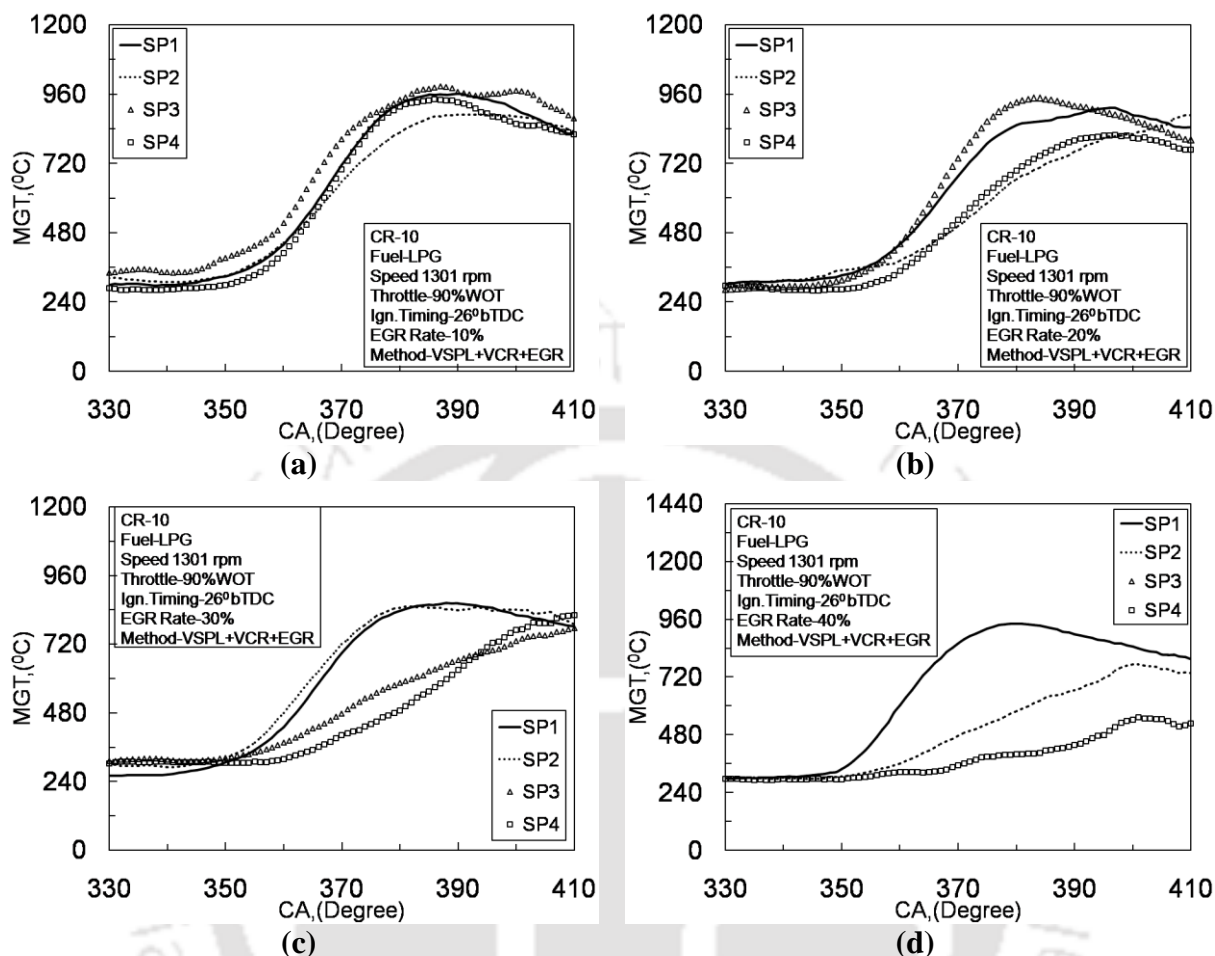 1200
960
720
480
240
0
MGT,(⁰C)
SP1
SP2
SP3
SP4
CR-10
Fuel-LPG
Speed 1301 rpm
Throttle-90%WOT
Ign.Timing-26⁰ bTDC
EGR Rate-10%
Method-VSPL+VCR+EGR
330 350 370 390 410
CA,(Degree)
(a)
1200
960
720
480
240
0
MGT,(⁰C)
SP1
SP2
SP3
SP4
CR-10
Fuel-LPG
Speed 1301 rpm
Throttle-90%WOT
Ign.Timing-26⁰ bTDC
EGR Rate-20%
Method-VSPL+VCR+EGR
330 350 370 390 410
CA,(Degree)
(b)
1200
960
720
480
240
0
MGT,(⁰C)
CR-10
Fuel-LPG
Speed 1301 rpm
Throttle-90%WOT
Ign.Timing-26⁰ bTDC
EGR Rate-30%
Method-VSPL+VCR+EGR
SP1
SP2
SP3
SP4
330 350 370 390 410
CA,(Degree)
(c)
1440
1200
960
720
480
240
0
MGT,(⁰C)
CR-10
Fuel-LPG
Speed 1301 rpm
Throttle-90%WOT
Ign.Timing-26⁰ bTDC
EGR Rate-40%
Method-VSPL+VCR+EGR
SP1
SP2
SP3
SP4
330 350 370 390 410
CA,(Degree)
(d)